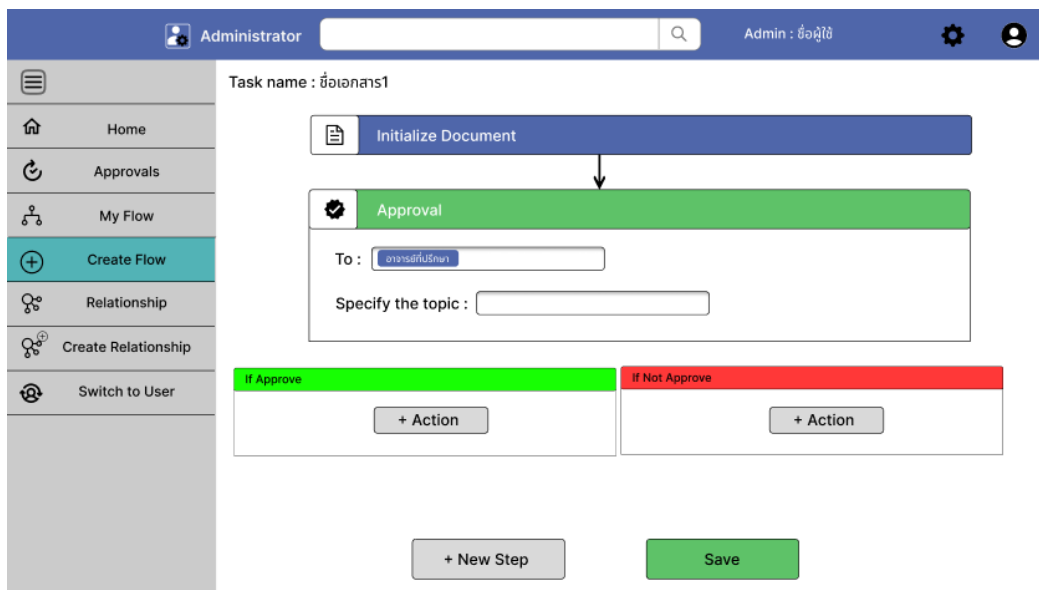 Administrator
Admin : ชื่อผู้ใช้
Task name : ชื่อเอกสาร1
Home
Approvals
My Flow
Create Flow
Relationship
Create Relationship
Switch to User
Initialize Document
Approval
To : อาจารย์ที่ปรึกษา
Specify the topic :
If Approve
If Not Approve
+ Action
+ Action
+ New Step
Save